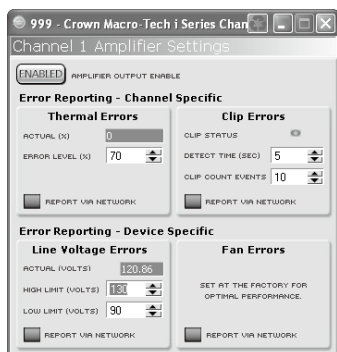 999 - Crown Macro-Tech i Series Chan
Channel 1 Amplifier Settings
ENABLED AMPLIFIER OUTPUT ENABLE
Error Reporting - Channel Specific
Thermal Errors
ACTUAL (%) 0
ERROR LEVEL (%) 70
REPORT VIA NETWORK
Clip Errors
CLIP STATUS
DETECT TIME (SEC) 5
CLIP COUNT EVENTS 10
REPORT VIA NETWORK
Error Reporting - Device Specific
Line Voltage Errors
ACTUAL (VOLTS) 120.86
HIGH LIMIT (VOLTS) 130
LOW LIMIT (VOLTS) 90
REPORT VIA NETWORK
Fan Errors
SET AT THE FACTORY FOR
OPTIMAL PERFORMANCE.
REPORT VIA NETWORK